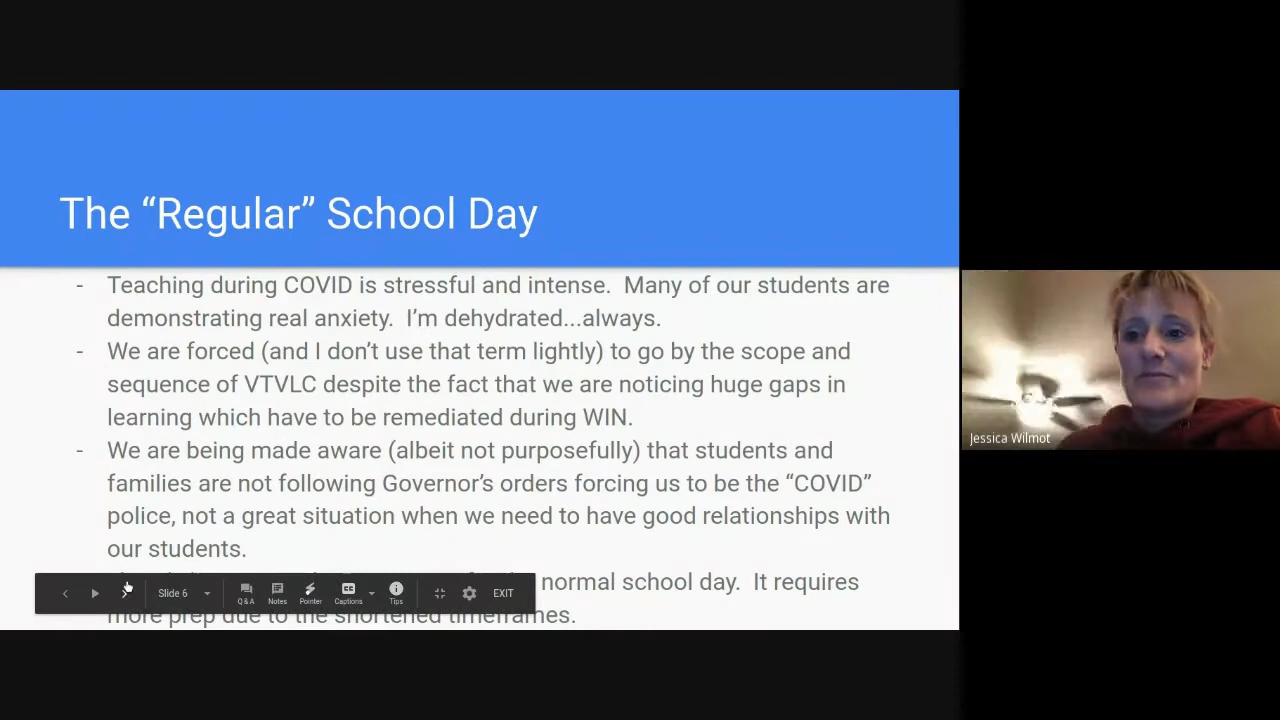 The “Regular” School Day
- Teaching during COVID is stressful and intense.  Many of our students are
demonstrating real anxiety.  I’m dehydrated...always.
- We are forced (and I don’t use that term lightly) to go by the scope and
sequence of VTVLC despite the fact that we are noticing huge gaps in
learning which have to be remediated during WIN.
- We are being made aware (albeit not purposefully) that students and
families are not following Governor’s orders forcing us to be the “COVID”
police, not a great situation when we need to have good relationships with
our students.
normal school day.  It requires
more prep due to the shortened timeframes.
Slide 6
Q&A
Notes
Pointer
Captions
Tips
EXIT
Jessica Wilmot